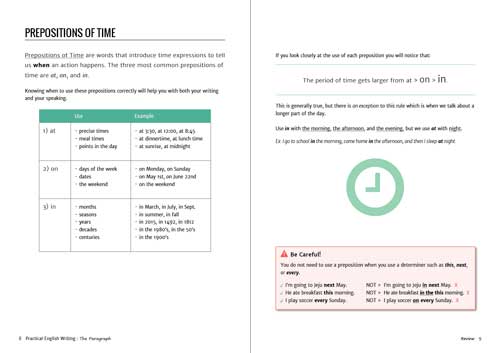 PREPOSITIONS OF TIME
Prepositions of Time are words that introduce time expressions to tell
us when an action happens. The three most common prepositions of
time are at, on, and in.
Knowing when to use these prepositions correctly will help you with both your writing
and your speaking.
Use Example
1) at
• precise times
• meal times
• points in the day
• at 3:30, at 12:00, at 8:45
• at dinnertime, at lunch time
• at sunrise, at midnight
2) on
• days of the week
• dates
• the weekend
• on Monday, on Sunday
• on May 1st, on June 22nd
• on the weekend
3) in
• months
• seasons
• years
• decades
• centuries
• in March, in July, in Sept.
• in summer, in fall
• in 2015, in 1492, in 1812
• in the 1980's, in the 50's
• in the 1900's
8 Practical English Writing : The Paragraph
If you look closely at the use of each preposition you will notice that:
The period of time gets larger from at > on > in.
This is generally true, but there is an exception to this rule which is when we talk about a
longer part of the day.
Use in with the morning, the afternoon, and the evening, but we use at with night.
Ex: I go to school in the morning, come home in the afternoon, and then I sleep at night.
Be Careful!
You do not need to use a preposition when you use a determiner such as this, next,
or every.
✓ I'm going to Jeju next May. NOT > I'm going to Jeju in next May. X
✓ He ate breakfast this morning. NOT > He ate breakfast in the this morning. X
✓ I play soccer every Sunday. NOT > I play soccer on every Sunday. X
Review 9